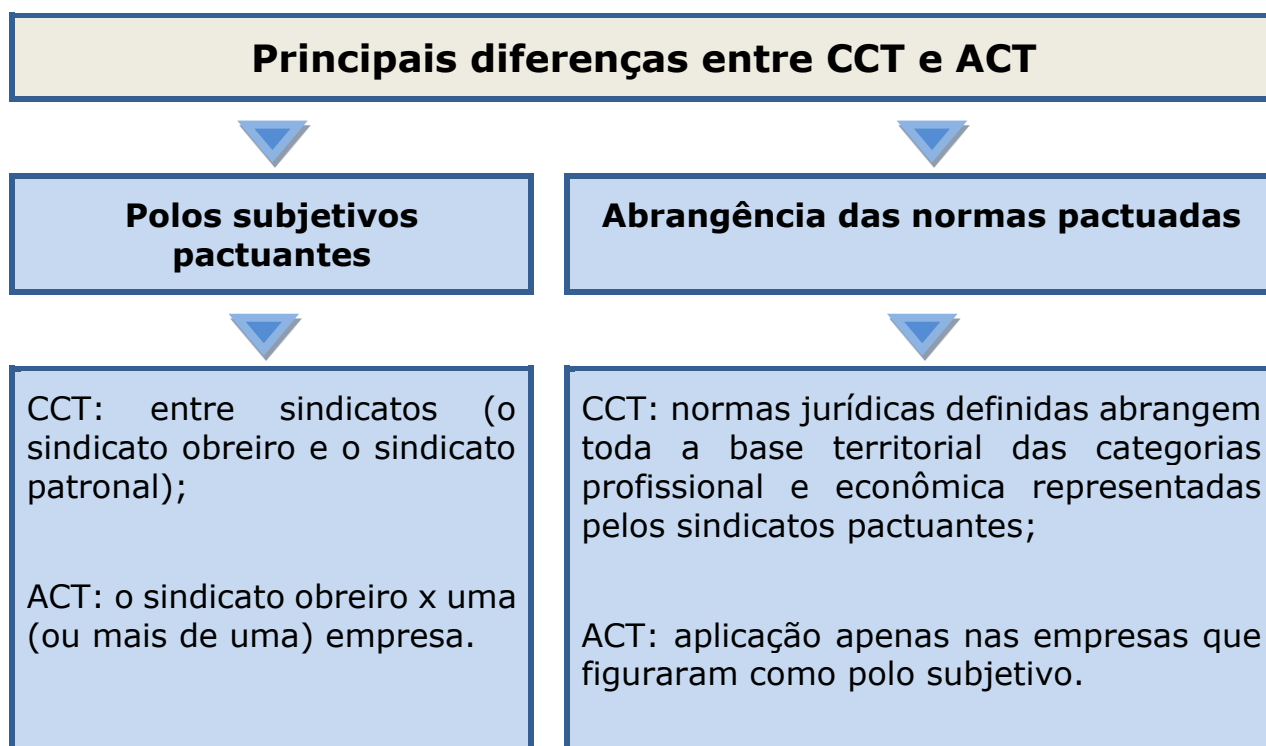 Principais diferenças entre CCT e ACT
Polos subjetivos
pactuantes
Abrangência das normas pactuadas
CCT: entre sindicatos (o
sindicato obreiro e o sindicato
patronal);
ACT: o sindicato obreiro x uma
(ou mais de uma) empresa.
CCT: normas jurídicas definidas abrangem
toda a base territorial das categorias
profissional e econômica representadas
pelos sindicatos pactuantes;
ACT: aplicação apenas nas empresas que
figuraram como polo subjetivo.